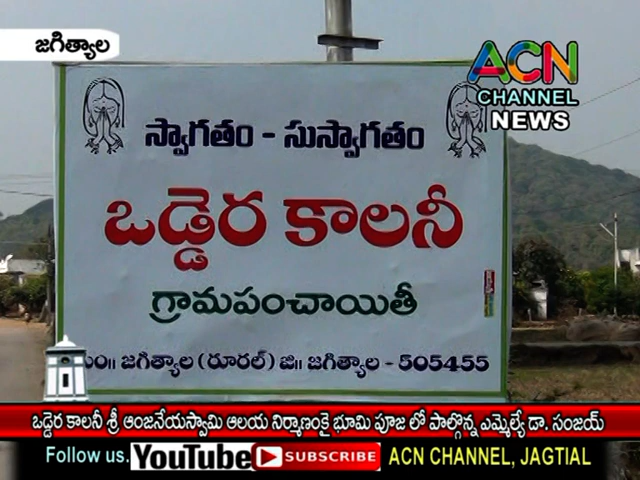 జగిత్యాల
ACN
CHANNEL
NEWS
స్వాగతం - సుస్వాగతం
ఒడ్డెర కాలనీ
గ్రామపంచాయితీ
మం|| జగిత్యాల (రూరల్) జి|| జగిత్యాల - 505455
ఒడ్డెర కాలనీ శ్రీ ఆంజనేయస్వామి ఆలయ నిర్మాణంకై భూమి పూజ లో పాల్గొన్న ఎమ్మెల్యే డా. సంజయ్
Follow us. YouTube SUBSCRIBE ACN CHANNEL, JAGTIAL